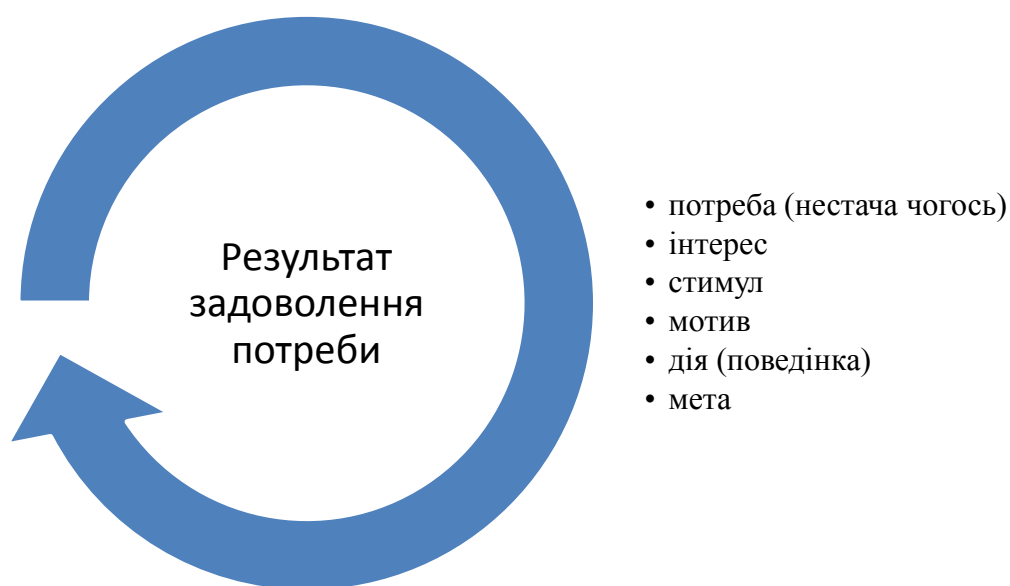 Результат
задоволення
потреби
• потреба (нестача чогось)
• інтерес
• стимул
• мотив
• дія (поведінка)
• мета